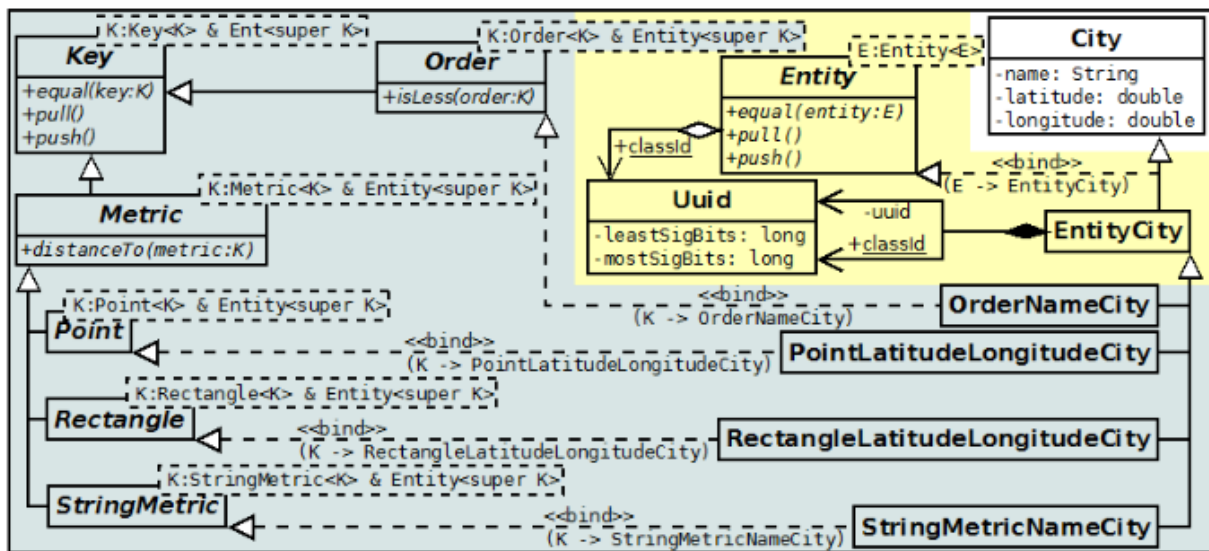 K:Key<K> & Ent<super K>
Key
+equal(key:K)
+pull()
+push()
K:Order<K> & Entity<super K>
Order
+isLess(order:K)
E:Entity<E>
Entity
+equal(entity:E)
+pull()
+push()
City
-name: String
-latitude: double
-longitude: double
+classId
<<bind>>
(E -> EntityCity)
K:Metric<K> & Entity<super K>
Metric
+distanceTo(metric:K)
Uuid
-leastSigBits: long
-mostSigBits: long
-uuid
+classId
EntityCity
<<bind>>
(K -> OrderNameCity)
OrderNameCity
K:Point<K> & Entity<super K>
Point
<<bind>>
(K -> PointLatitudeLongitudeCity)
PointLatitudeLongitudeCity
K:Rectangle<K> & Entity<super K>
Rectangle
<<bind>>
(K -> RectangleLatitudeLongitudeCity)
RectangleLatitudeLongitudeCity
K:StringMetric<K> & Entity<super K>
StringMetric
<<bind>>
(K -> StringMetricNameCity)
StringMetricNameCity